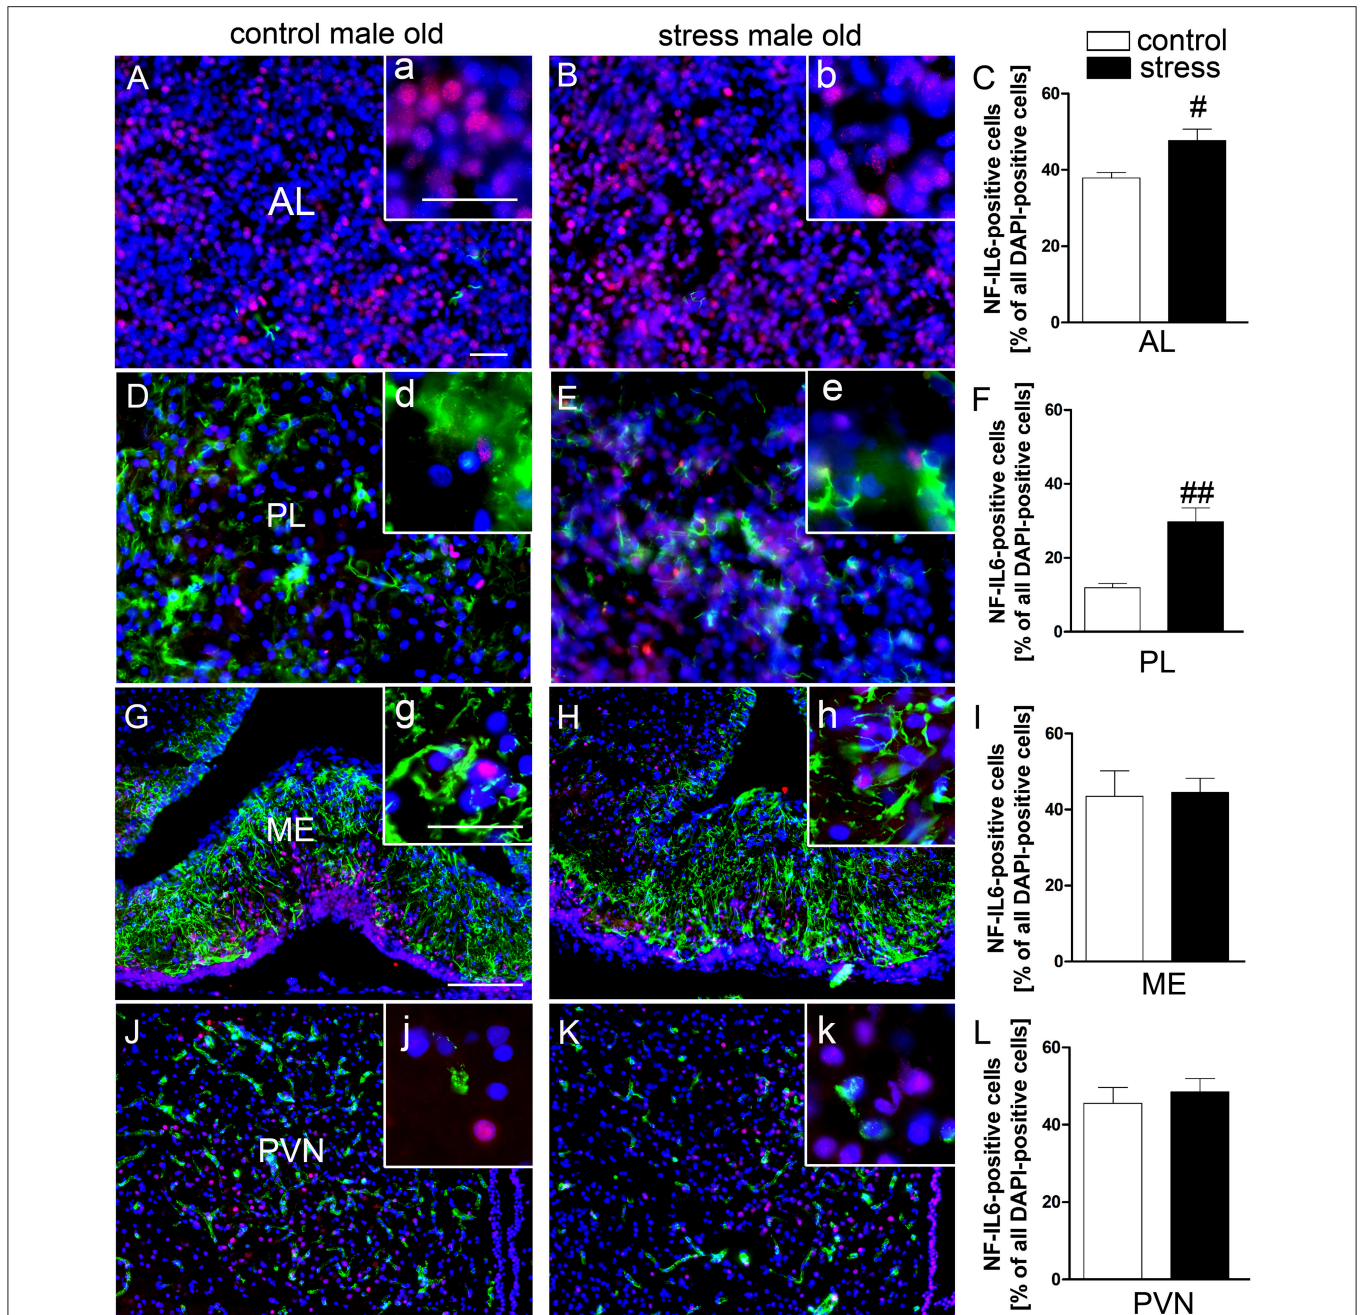 control male old
stress male old
control
stress
A
a
AL
B
b
C
NF-IL6-positive cells
[% of all DAPI-positive cells]
60
40
20
0
#
AL
D
d
PL
E
e
F
NF-IL6-positive cells
[% of all DAPI-positive cells]
60
40
20
0
##
PL
G
g
ME
H
h
I
NF-IL6-positive cells
[% of all DAPI-positive cells]
60
40
20
0
ME
J
j
PVN
K
k
L
NF-IL6-positive cells
[% of all DAPI-positive cells]
60
40
20
0
PVN